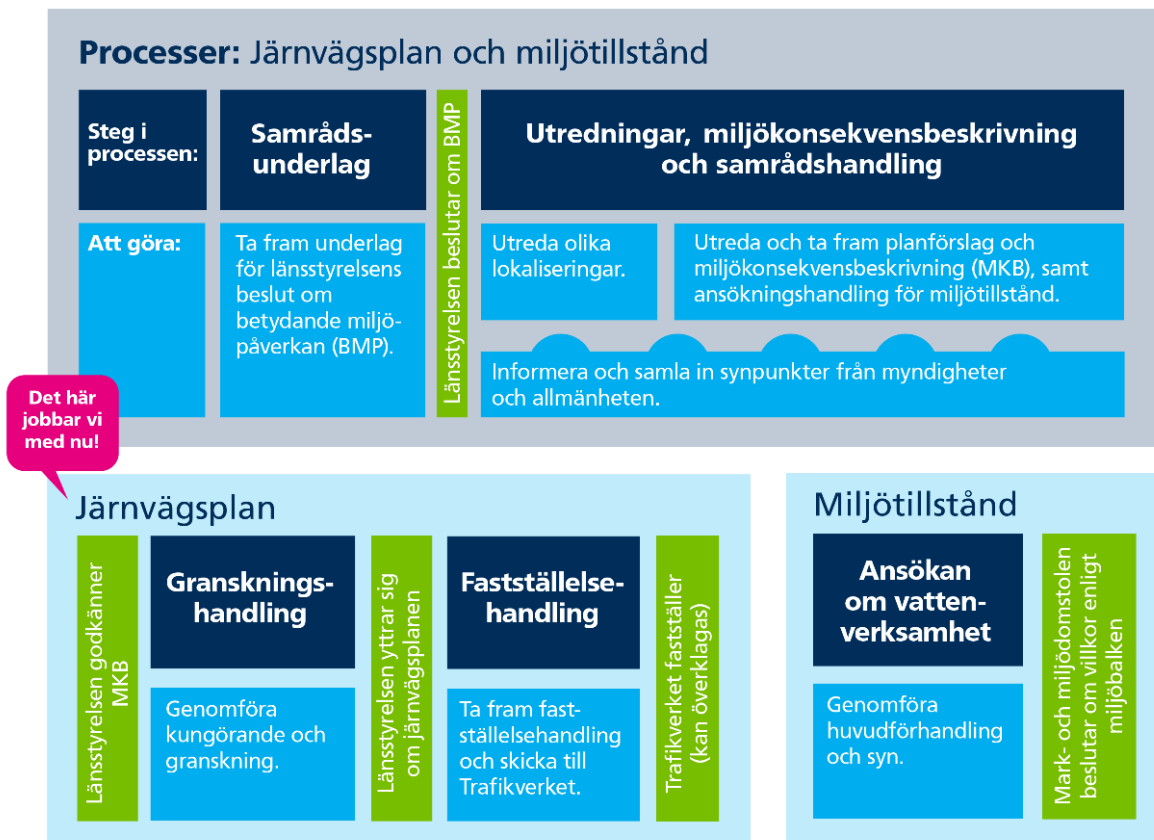 Processer: Järnvägsplan och miljötillstånd
Steg i
processen:
Samråds-
underlag
Länsstyrelsen beslutar om BMP
Utredningar, miljökonsekvensbeskrivning
och samrådshandling
Att göra:
Ta fram underlag
för länsstyrelsens
beslut om
betydande miljö-
påverkan (BMP).
Utreda olika
lokaliseringar.
Utreda och ta fram planförslag och
miljökonsekvensbeskrivning (MKB), samt
ansökningshandling för miljötillstånd.
Informera och samla in synpunkter från myndigheter
och allmänheten.
Det här
jobbar vi
med nu!
Järnvägsplan
Länsstyrelsen godkänner
MKB
Gransknings-
handling
Genomföra
kungörande och
granskning.
Länsstyrelsen yttrar sig
om järnvägsplanen
Fastställelse-
handling
Ta fram fast-
ställelsehandling
och skicka till
Trafikverket.
Trafikverket fastställer
(kan överklagas)
Miljötillstånd
Ansökan
om vatten-
verksamhet
Genomföra
huvudförhandling
och syn.
Mark- och miljödomstolen
beslutar om villkor enligt
miljöbalken